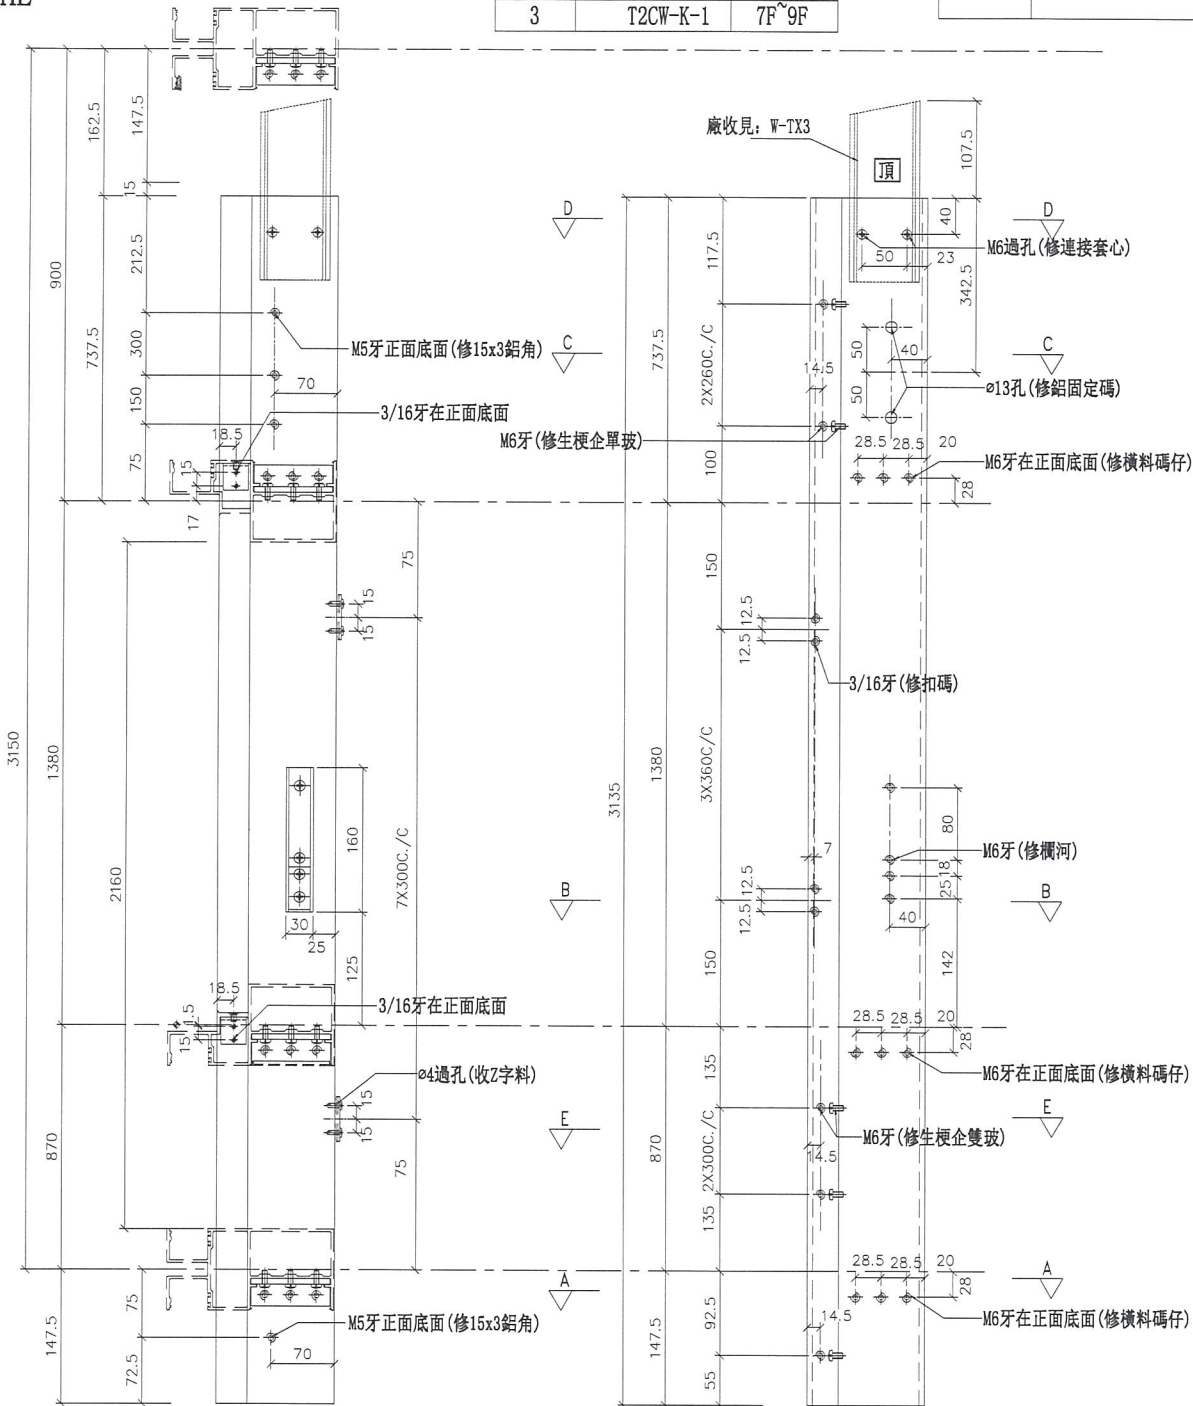 3 T2CW-K-1 7F~9F
162.5
147.5
15
212.5
900
737.5
300
150
75
70
18.5
15
17
M5牙正面底面(修15x3鋁角)
3/16牙在正面底面
D
C
75
15
15
3150
1380
2160
160
7X300C./C
30
25
125
B
18.5
1.5
15
3/16牙在正面底面
ø4過孔(收Z字料)
15
15
75
E
870
75
147.5
72.5
M5牙正面底面(修15x3鋁角)
70
A
廠收見: W-TX3
頂
107.5
40
D
M6過孔(修連接套心)
50
23
342.5
117.5
737.5
2X260C./C
14.5
50
50
40
C
ø13孔(修鋁固定碼)
M6牙(修生梗企單玻)
100
28.5
28.5
20
M6牙在正面底面(修橫料碼仔)
28
150
12.5
12.5
3/16牙(修扣碼)
3135
1380
3X360C/C
7
80
M6牙(修欄河)
18
25
12.5
12.5
40
B
150
142
28.5
28.5
20
28
M6牙在正面底面(修橫料碼仔)
135
E
M6牙(修生梗企雙玻)
14.5
870
2X300C./C
135
28.5
28.5
20
A
28
M6牙在正面底面(修橫料碼仔)
92.5
14.5
147.5
55